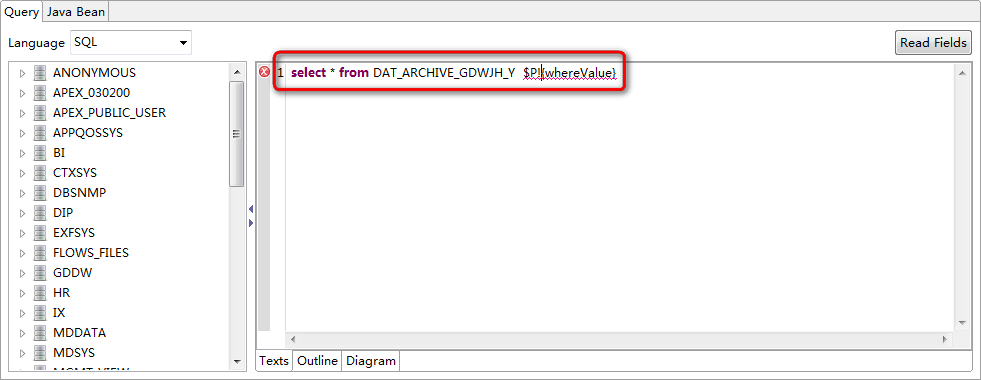 Query Java Bean
Language SQL Read Fields
ANONYMOUS
APEX_030200
APEX_PUBLIC_USER
APPQOSSYS
BI
CTXSYS
DBSNMP
DIP
EXFSYS
FLOWS_FILES
GDDW
HR
IX
MDDATA
MDSYS
MGMT_VIEW
1 select * from DAT_ARCHIVE_GDWJH_Y $P!{whereValue}
Texts Outline Diagram